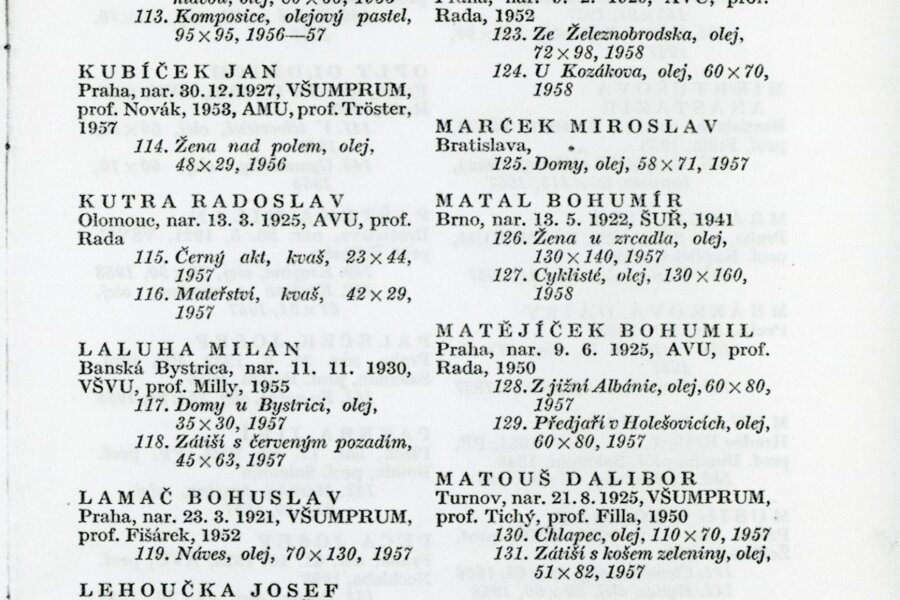 hlavou, olej,
113. Komposice, olejový pastel,
95 × 95, 1956—57
KUBÍČEK JAN
Praha, nar. 30.12.1927, VŠUMPRUM,
prof. Novák, 1953, AMU, prof. Tröster,
1957
114. Žena nad polem, olej,
48 × 29, 1956
KUTRA RADOSLAV
Olomouc, nar. 13. 3. 1925, AVU, prof.
Rada
115. Černý akt, kvaš, 23 × 44,
1957
116. Mateřství, kvaš, 42 × 29,
1957
LALUHA MILAN
Banská Bystrica, nar. 11. 11. 1930,
VŠVU, prof. Milly, 1955
117. Domy u Bystrici, olej,
35 × 30, 1957
118. Zátiší s červeným pozadím,
45 × 63, 1957
LAMAČ BOHUSLAV
Praha, nar. 23. 3. 1921, VŠUMPRUM,
prof. Fišárek, 1952
119. Náves, olej, 70 × 130, 1957
LEHOUČKA JOSEF
Praha, nar. AVU, prof.
Rada, 1952
123. Ze Železnobrodska, olej,
72 × 98, 1958
124. U Kozákova, olej, 60 × 70,
1958
MARČEK MIROSLAV
Bratislava,
125. Domy, olej, 58 × 71, 1957
MATAL BOHUMÍR
Brno, nar. 13. 5. 1922, ŠUŘ, 1941
126. Žena u zrcadla, olej,
130 × 140, 1957
127. Cyklisté, olej, 130 × 160,
1958
MATĚJÍČEK BOHUMIL
Praha, nar. 9. 6. 1925, AVU, prof.
Rada, 1950
128. Z jižní Albánie, olej, 60 × 80,
1957
129. Předjaří v Holešovicích, olej,
60 × 80, 1957
MATOUŠ DALIBOR
Turnov, nar. 21. 8. 1925, VŠUMPRUM,
prof. Tichý, prof. Filla, 1950
130. Chlapec, olej, 110 × 70, 1957
131. Zátiší s košem zeleniny, olej,
51 × 82, 1957